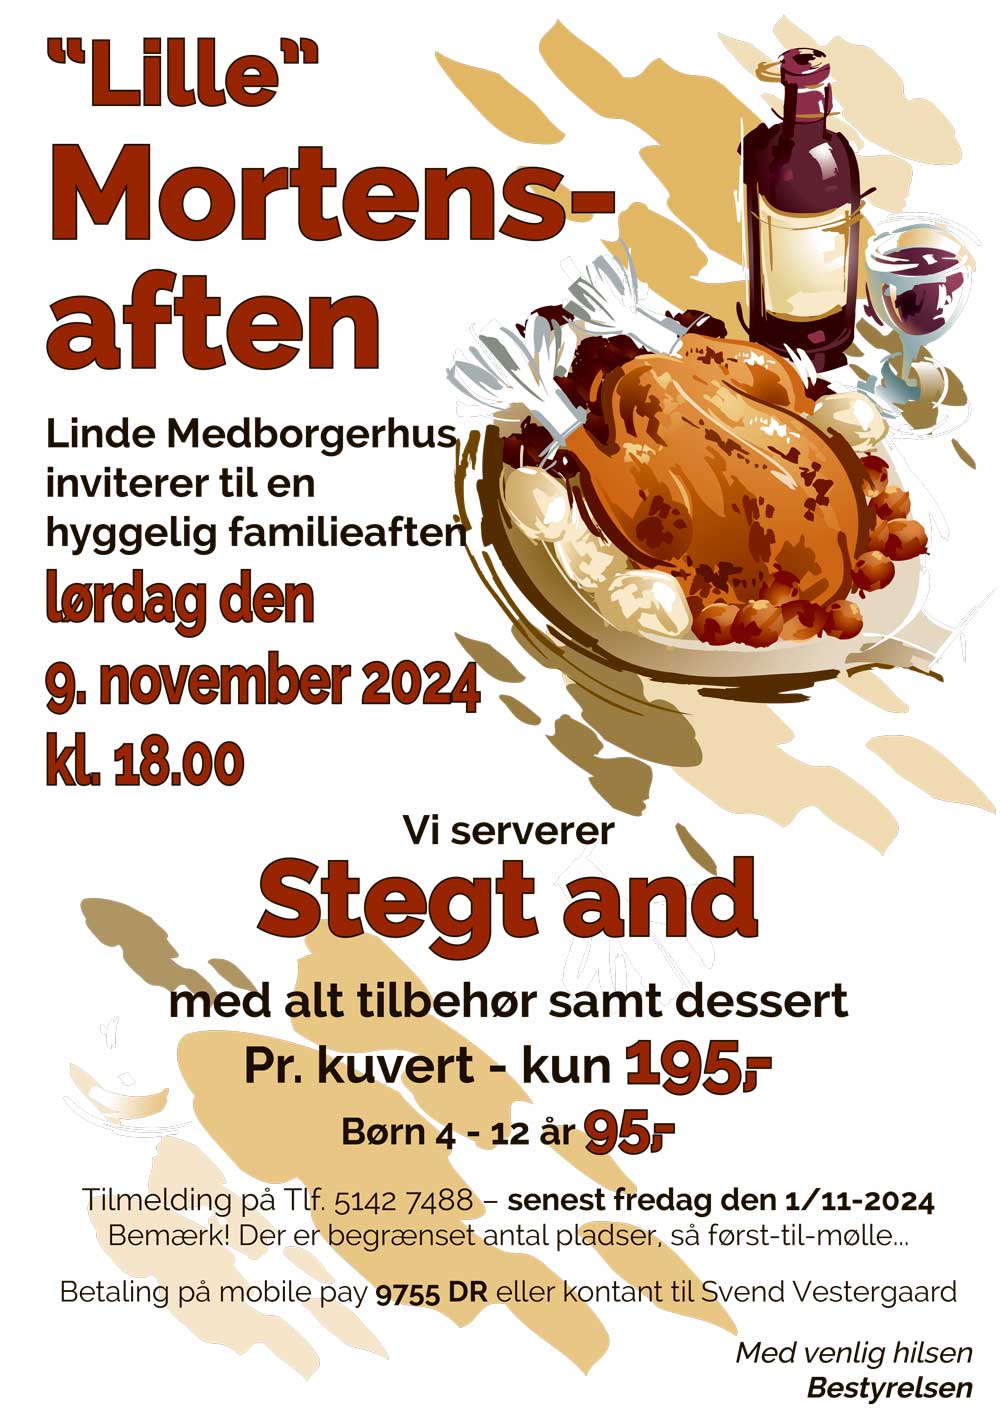 “Lille”
Mortens-
aften
Linde Medborgerhus
inviterer til en
hyggelig familieaften
lørdag den
9. november 2024
kl. 18.00
Vi serverer
Stegt and
med alt tilbehør samt dessert
Pr. kuvert - kun 195,-
Børn 4 - 12 år 95,-
Tilmelding på Tlf. 5142 7488 – senest fredag den 1/11-2024
Bemærk! Der er begrænset antal pladser, så først-til-mølle...
Betaling på mobile pay 9755 DR eller kontant til Svend Vestergaard
Med venlig hilsen
Bestyrelsen